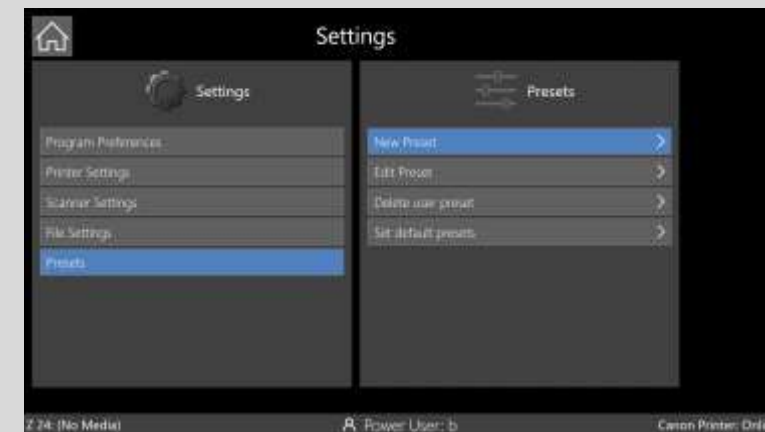 Settings
Settings
Program Preferences
Printer Settings
Scanner Settings
File Settings
Presets
Presets
New Preset
Edit Preset
Delete user preset
Set default presets
Z 24: (No Media)
Power User: b
Canon Printer: Onli